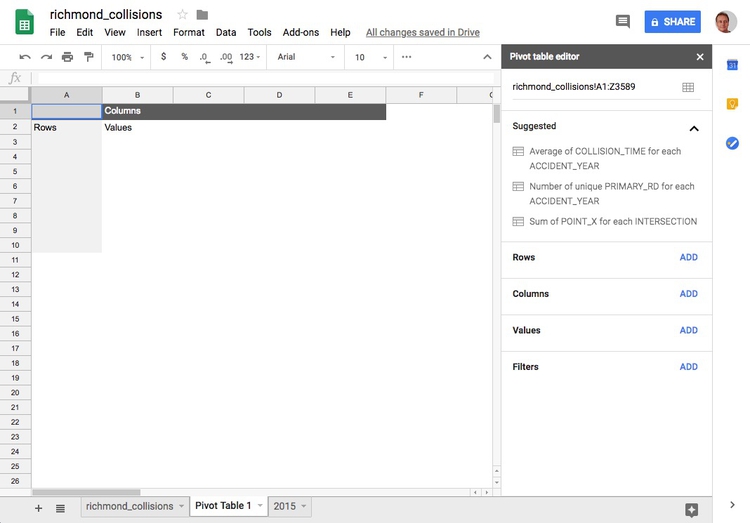 richmond_collisions
File Edit View Insert Format Data Tools Add-ons Help All changes saved in Drive
SHARE
100% $ % .0 .00 123 Arial 10
fx
Pivot table editor
richmond_collisions!A1:Z3589
Suggested
Average of COLLISION_TIME for each
ACCIDENT_YEAR
Number of unique PRIMARY_RD for each
ACCIDENT_YEAR
Sum of POINT_X for each INTERSECTION
Rows ADD
Columns ADD
Values ADD
Filters ADD
A B C D E F
1 Columns
2 Rows Values
3
4
5
6
7
8
9
10
11
12
13
14
15
16
17
18
19
20
21
22
23
24
25
26
richmond_collisions Pivot Table 1 2015
31